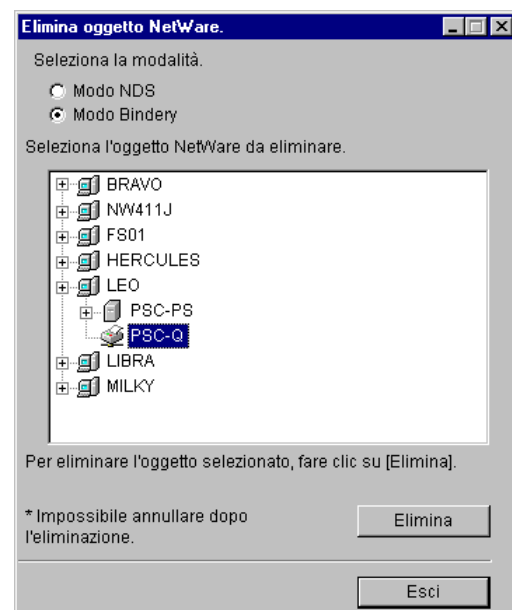 Elimina oggetto NetWare.
Seleziona la modalità.
Modo NDS
Modo Bindery
Seleziona l'oggetto NetWare da eliminare.
BRAVO
NW411J
FS01
HERCULES
LEO
PSC-PS
PSC-Q
LIBRA
MILKY
Per eliminare l'oggetto selezionato, fare clic su [Elimina].
* Impossibile annullare dopo
l'eliminazione.
Elimina
Esci